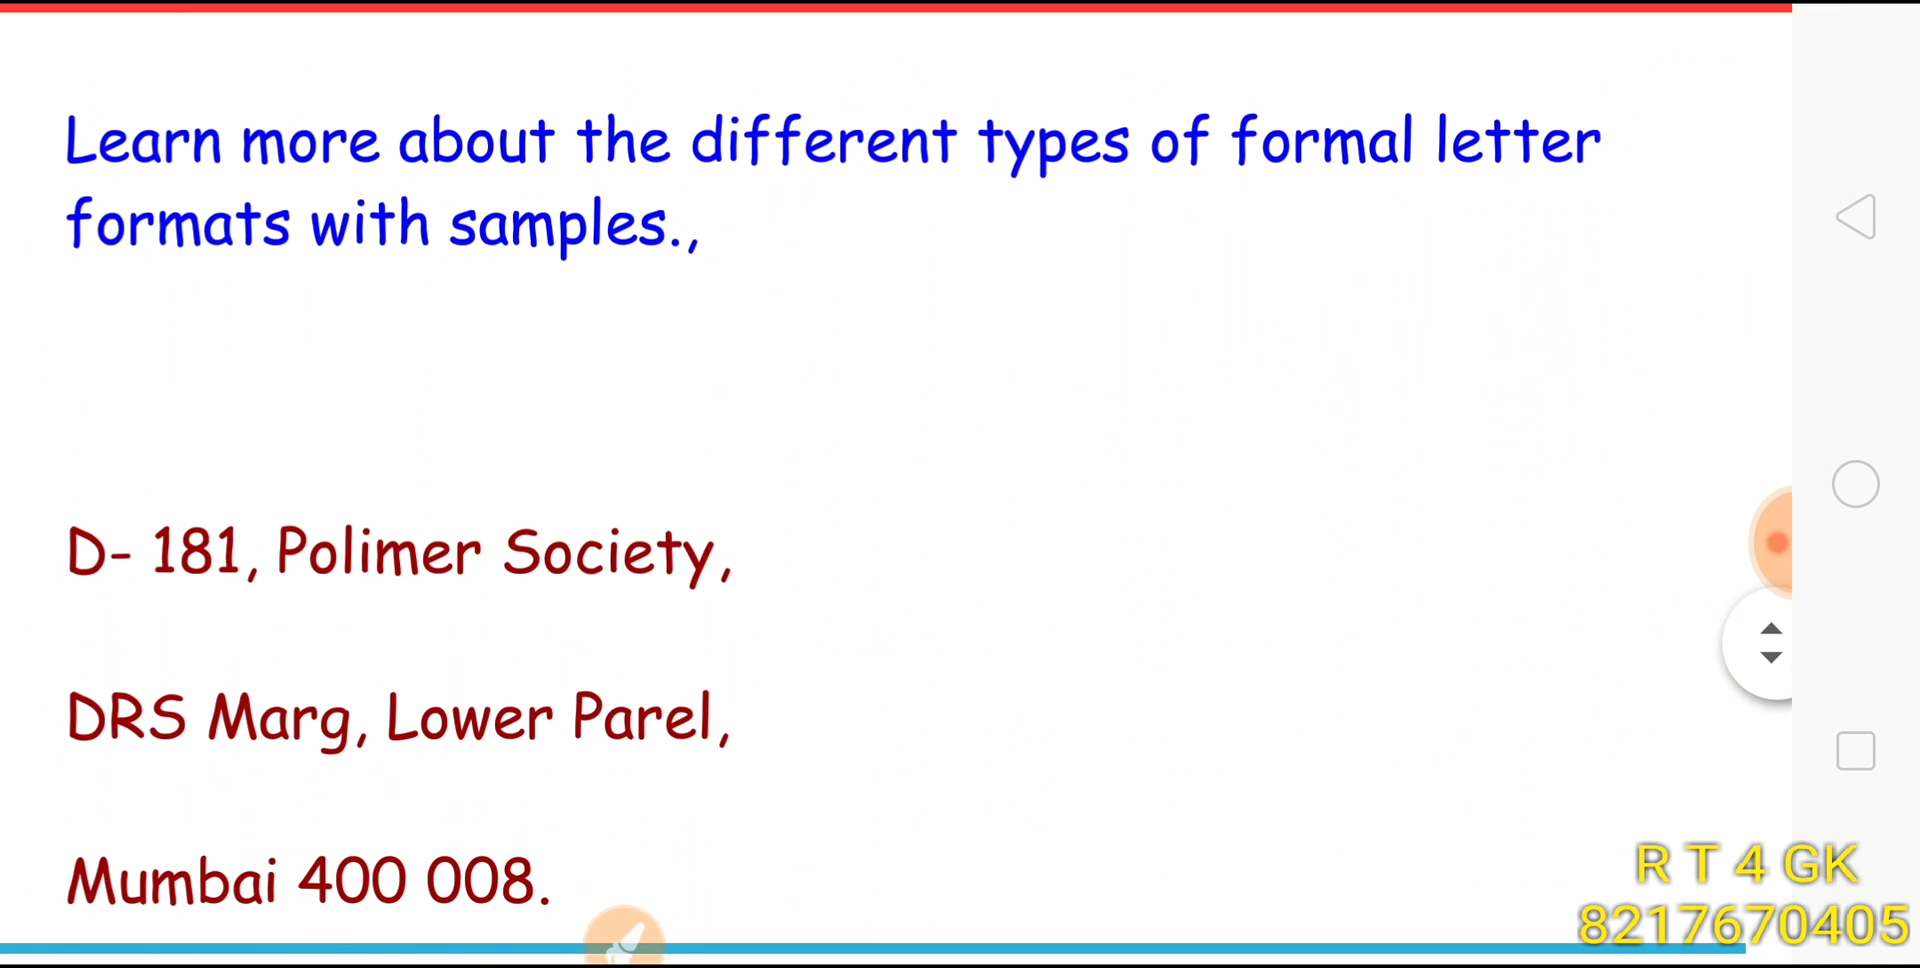 Learn more about the different types of formal letter
formats with samples.,
D- 181, Polimer Society,
DRS Marg, Lower Parel,
Mumbai 400 008.
R T 4 GK
8217670405